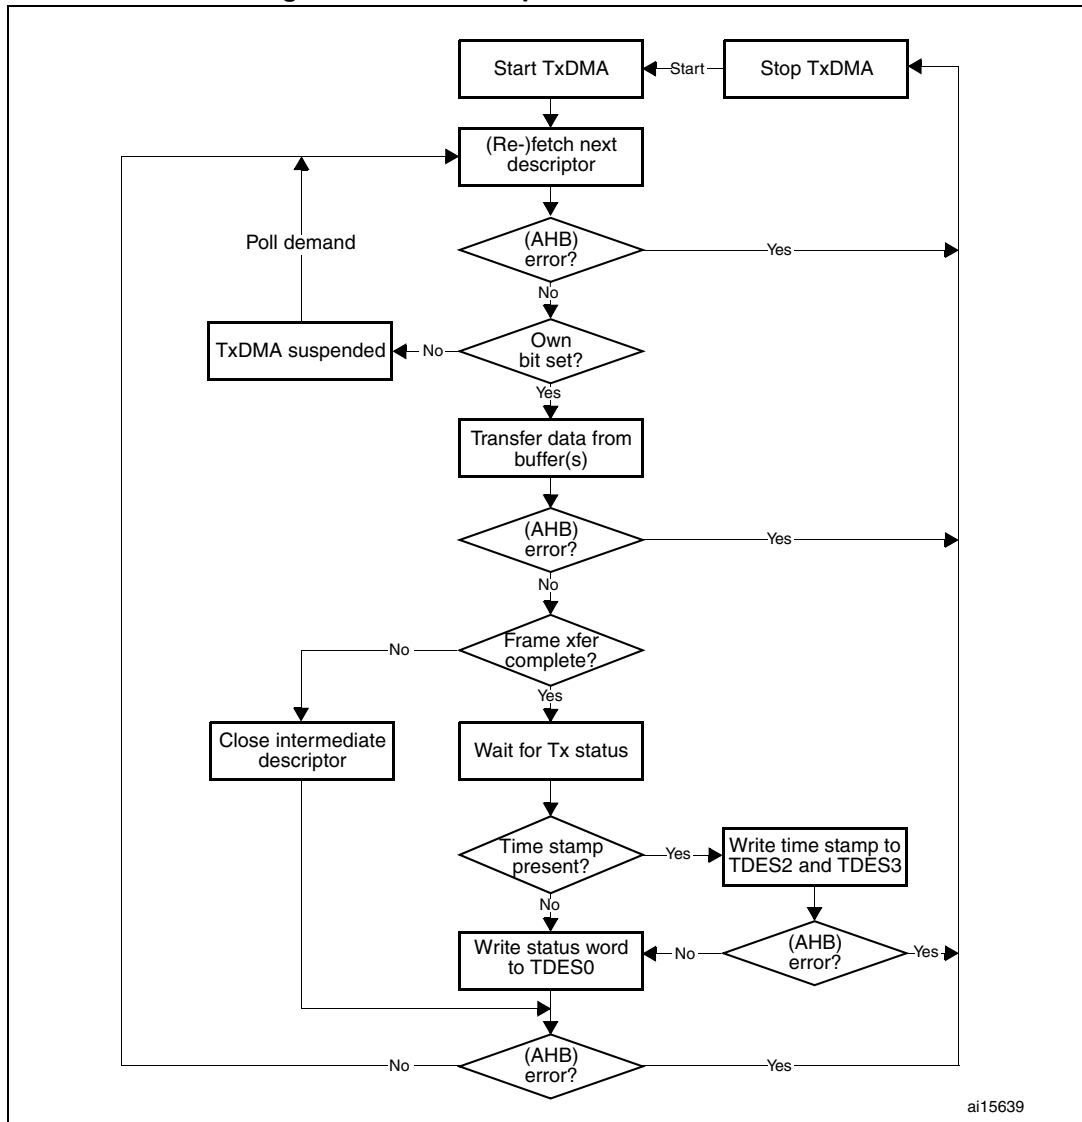 Start TxDMA
Start
Stop TxDMA
(Re-)fetch next
descriptor
Poll demand
(AHB)
error?
Yes
No
TxDMA suspended
No
Own
bit set?
Yes
Transfer data from
buffer(s)
(AHB)
error?
Yes
No
No
Frame xfer
complete?
Yes
Close intermediate
descriptor
Wait for Tx status
Time stamp
present?
Yes
Write time stamp to
TDES2 and TDES3
No
Write status word
to TDES0
No
(AHB)
error?
Yes
No
(AHB)
error?
Yes
ai15639